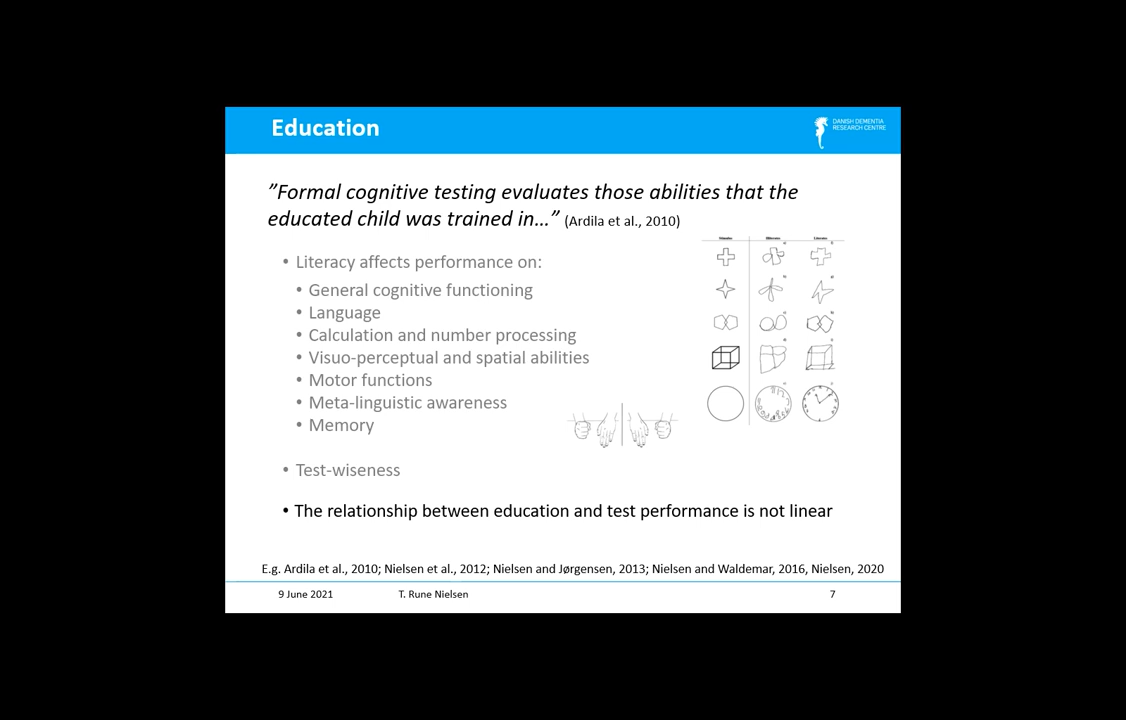 Education
DANISH DEMENTIA
RESEARCH CENTRE
”Formal cognitive testing evaluates those abilities that the
educated child was trained in…” (Ardila et al., 2010)
• Literacy affects performance on:
• General cognitive functioning
• Language
• Calculation and number processing
• Visuo-perceptual and spatial abilities
• Motor functions
• Meta-linguistic awareness
• Memory
• Test-wiseness
• The relationship between education and test performance is not linear
E.g. Ardila et al., 2010; Nielsen et al., 2012; Nielsen and Jørgensen, 2013; Nielsen and Waldemar, 2016, Nielsen, 2020
9 June 2021 T. Rune Nielsen 7